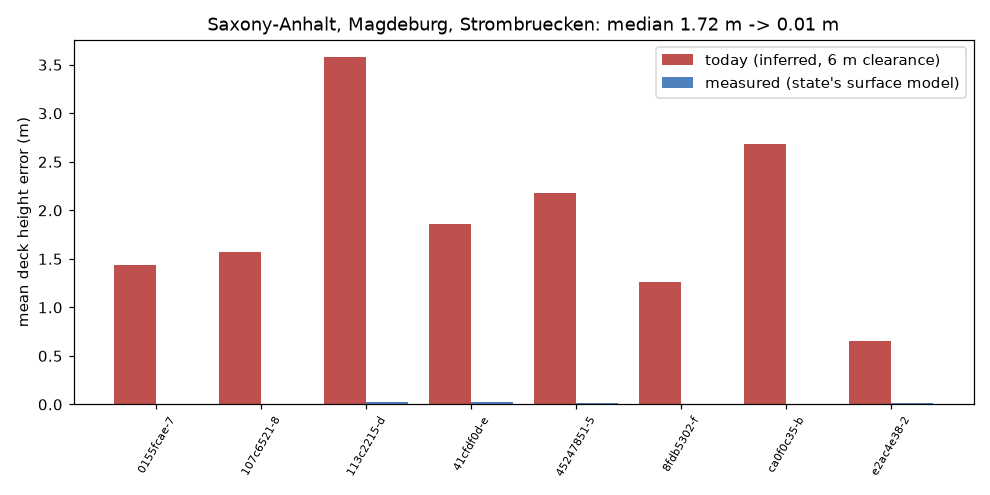 Saxony-Anhalt, Magdeburg, Strombruecken: median 1.72 m -> 0.01 m
today (inferred, 6 m clearance)
measured (state's surface model)
mean deck height error (m)
3.5
3.0
2.5
2.0
1.5
1.0
0.5
0.0
0155fcae-7
107c6521-8
113c2215-d
41cfdf0d-e
45247851-5
8fdb5302-f
ca0f0c35-b
e2ac4e38-2